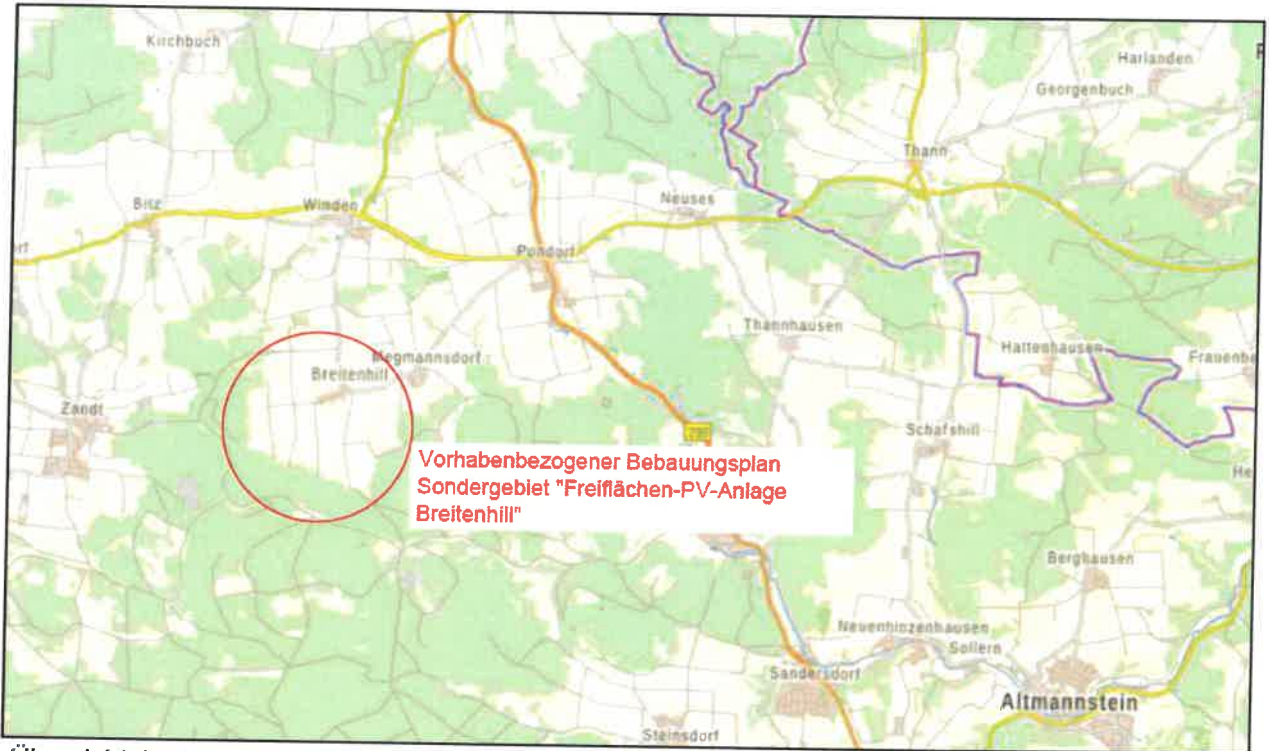 Kirchbuch
Harlanden
Georgenbuch
Thann
Bitz
Winden
Neuses
Pondorf
Thannhausen
Megmannsdorf
Hattenhausen
Breitenhill
Zandt
Schafshill
Vorhabenbezogener Bebauungsplan
Sondergebiet "Freiflächen-PV-Anlage
Breitenhill"
Berghausen
Neuenhinzenhausen
Sollern
Sandersdorf
Altmannstein
Steinsdorf